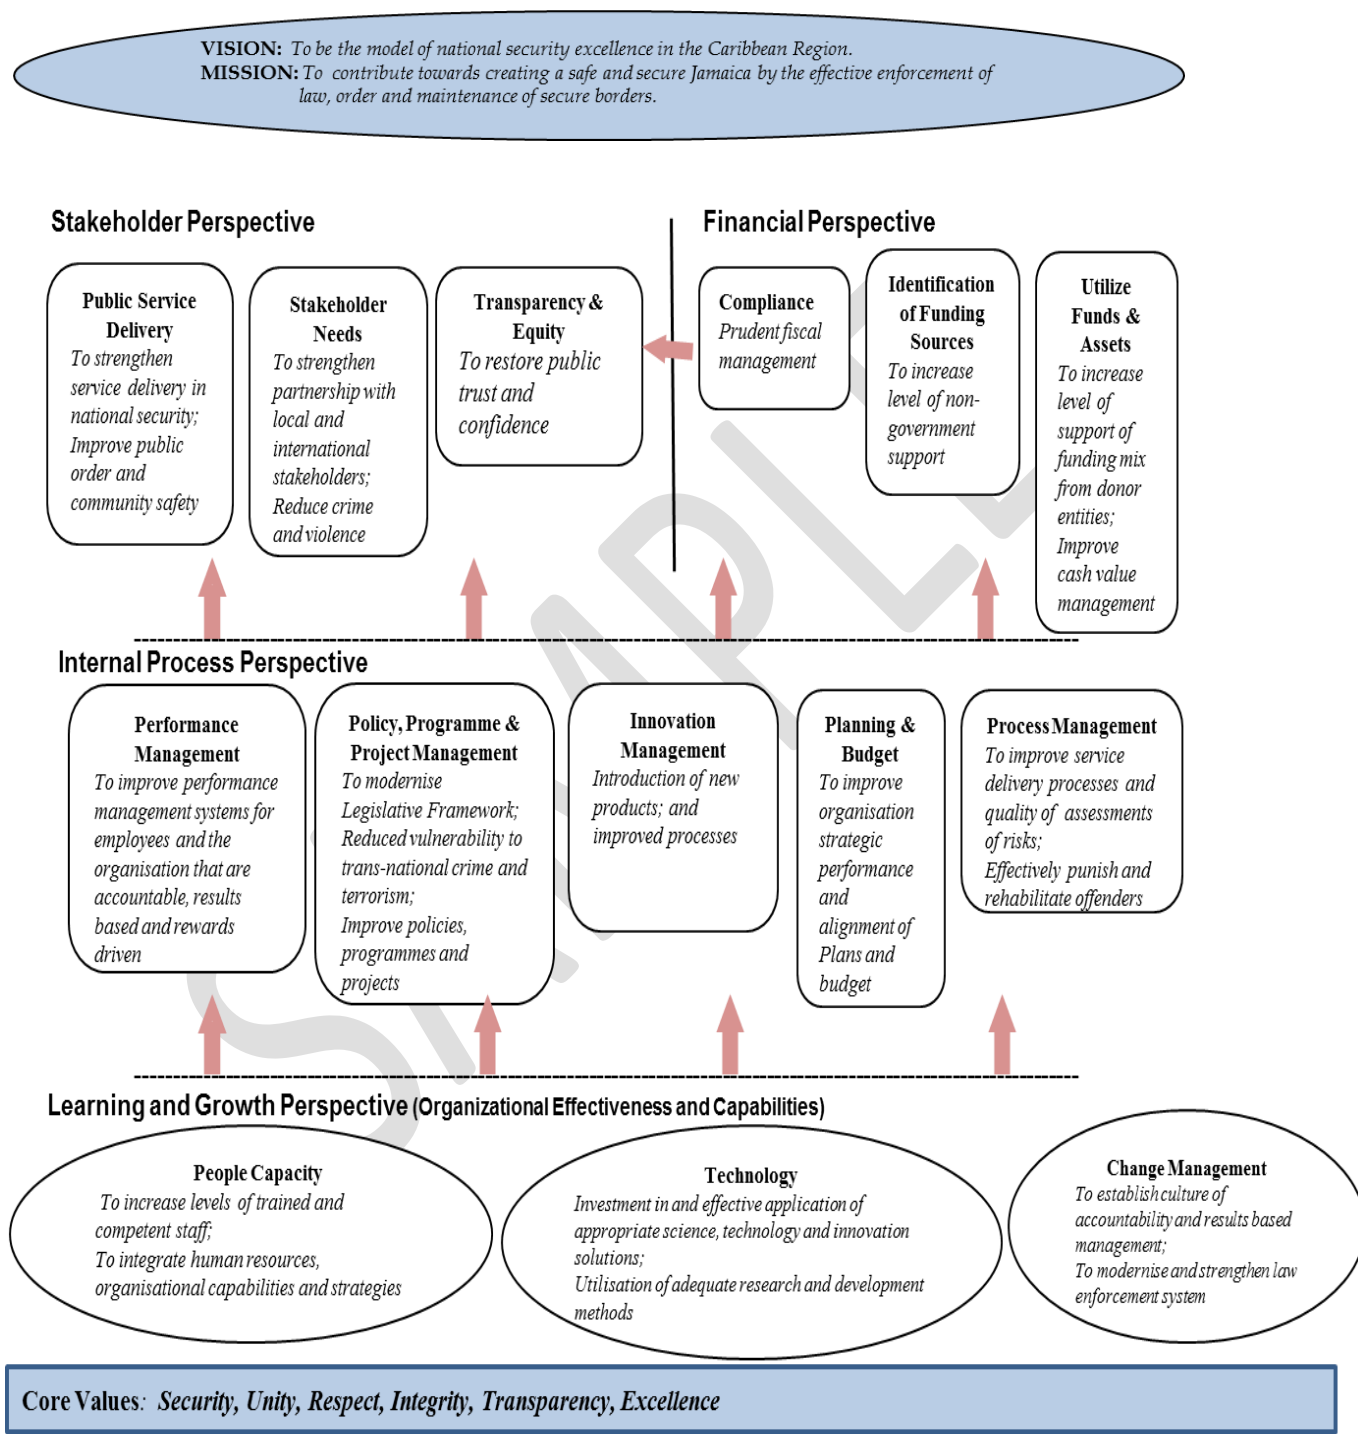 VISION: To be the model of national security excellence in the Caribbean Region.
MISSION: To contribute towards creating a safe and secure Jamaica by the effective enforcement of
law, order and maintenance of secure borders.
Stakeholder Perspective
Public Service
Delivery
To strengthen
service delivery in
national security;
Improve public
order and
community safety
Stakeholder
Needs
To strengthen
partnership with
local and
international
stakeholders;
Reduce crime
and violence
Transparency &
Equity
To restore public
trust and
confidence
Financial Perspective
Compliance
Prudent fiscal
management
Identification
of Funding
Sources
To increase
level of non-
government
support
Utilize
Funds &
Assets
To increase
level of
support of
funding mix
from donor
entities;
Improve
cash value
management
Internal Process Perspective
Performance
Management
To improve performance
management systems for
employees and the
organisation that are
accountable, results
based and rewards
driven
Policy, Programme &
Project Management
To modernise
Legislative Framework;
Reduced vulnerability to
trans-national crime and
terrorism;
Improve policies,
programmes and
projects
Innovation
Management
Introduction of new
products; and
improved processes
Planning &
Budget
To improve
organisation
strategic
performance
and
alignment of
Plans and
budget
Process Management
To improve service
delivery processes and
quality of assessments
of risks;
Effectively punish and
rehabilitate offenders
Learning and Growth Perspective (Organizational Effectiveness and Capabilities)
People Capacity
To increase levels of trained and
competent staff;
To integrate human resources,
organisational capabilities and strategies
Technology
Investment in and effective application of
appropriate science, technology and innovation
solutions;
Utilisation of adequate research and development
methods
Change Management
To establish culture of
accountability and results based
management;
To modernise and strengthen law
enforcement system
Core Values: Security, Unity, Respect, Integrity, Transparency, Excellence
SAMPLE